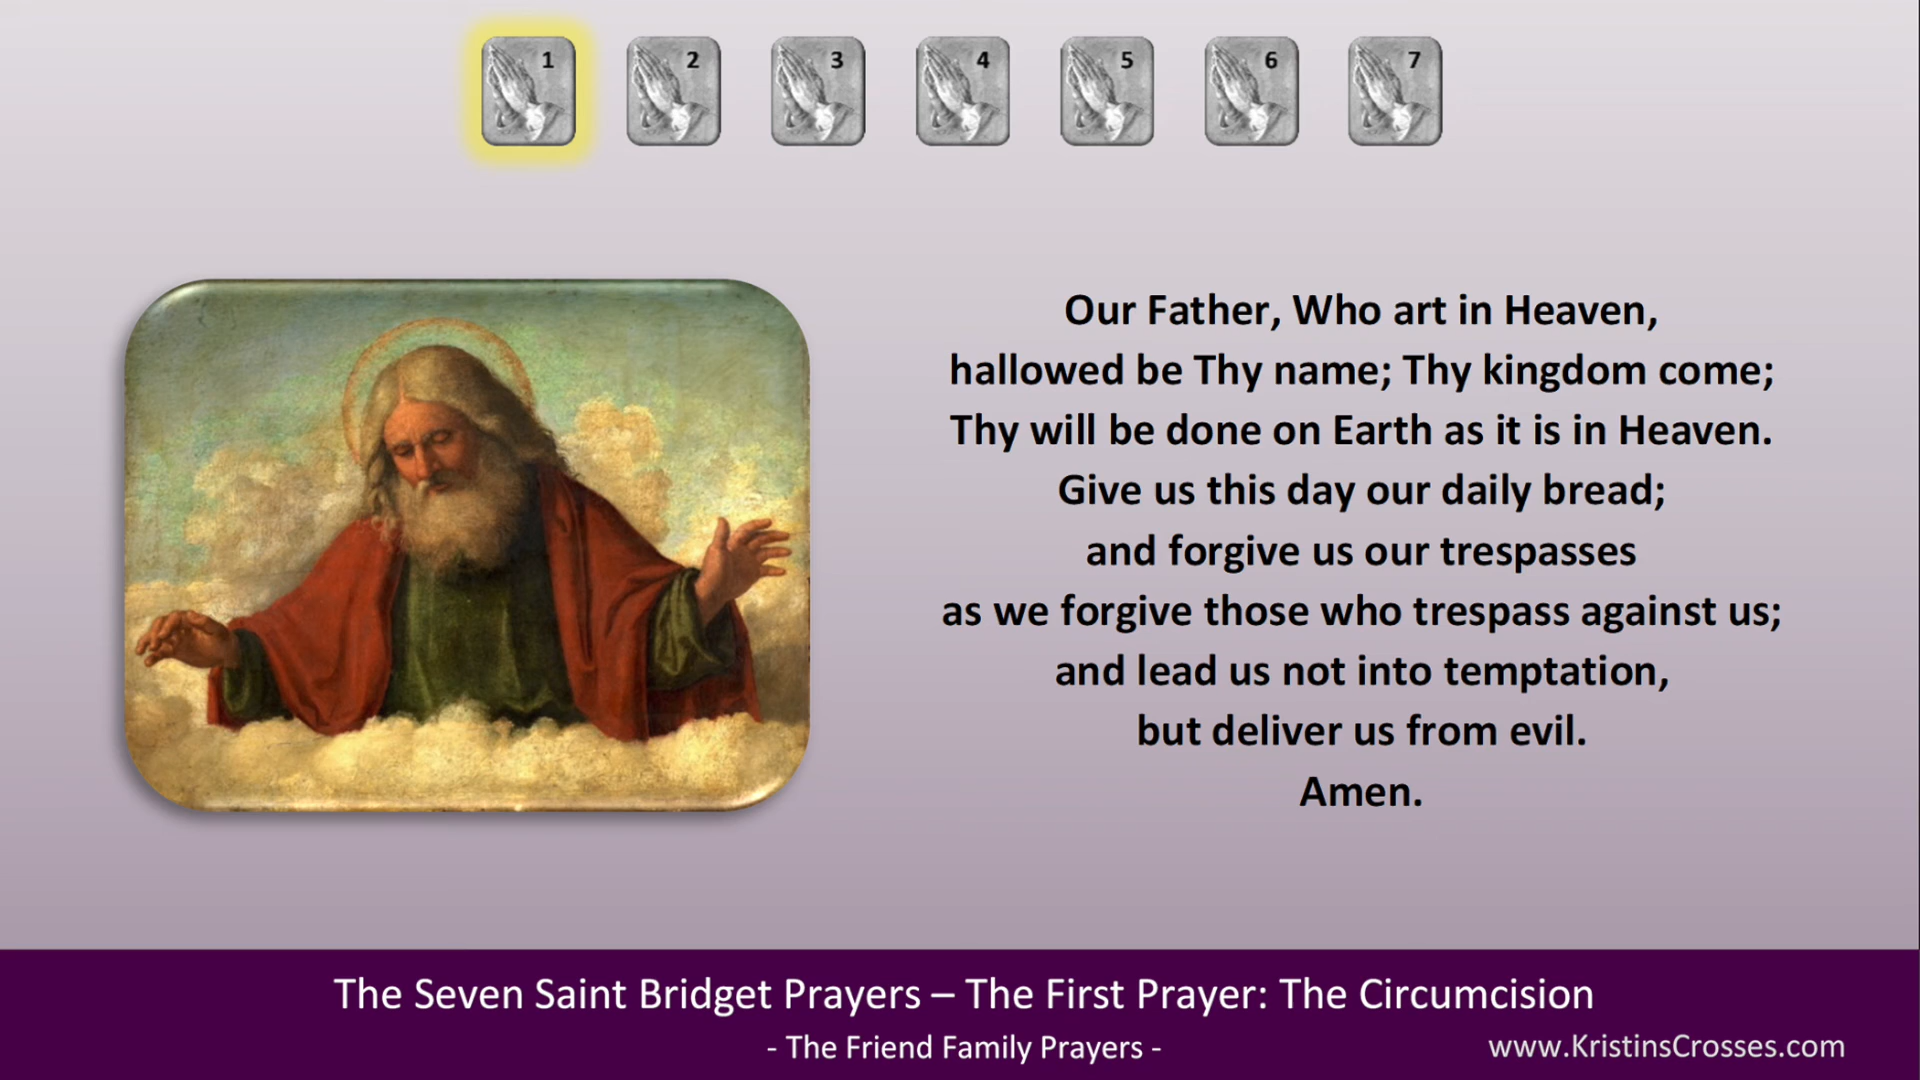 1 2 3 4 5 6 7
Our Father, Who art in Heaven,
hallowed be Thy name; Thy kingdom come;
Thy will be done on Earth as it is in Heaven.
Give us this day our daily bread;
and forgive us our trespasses
as we forgive those who trespass against us;
and lead us not into temptation,
but deliver us from evil.
Amen.
The Seven Saint Bridget Prayers – The First Prayer: The Circumcision
- The Friend Family Prayers -
www.KristinsCrosses.com